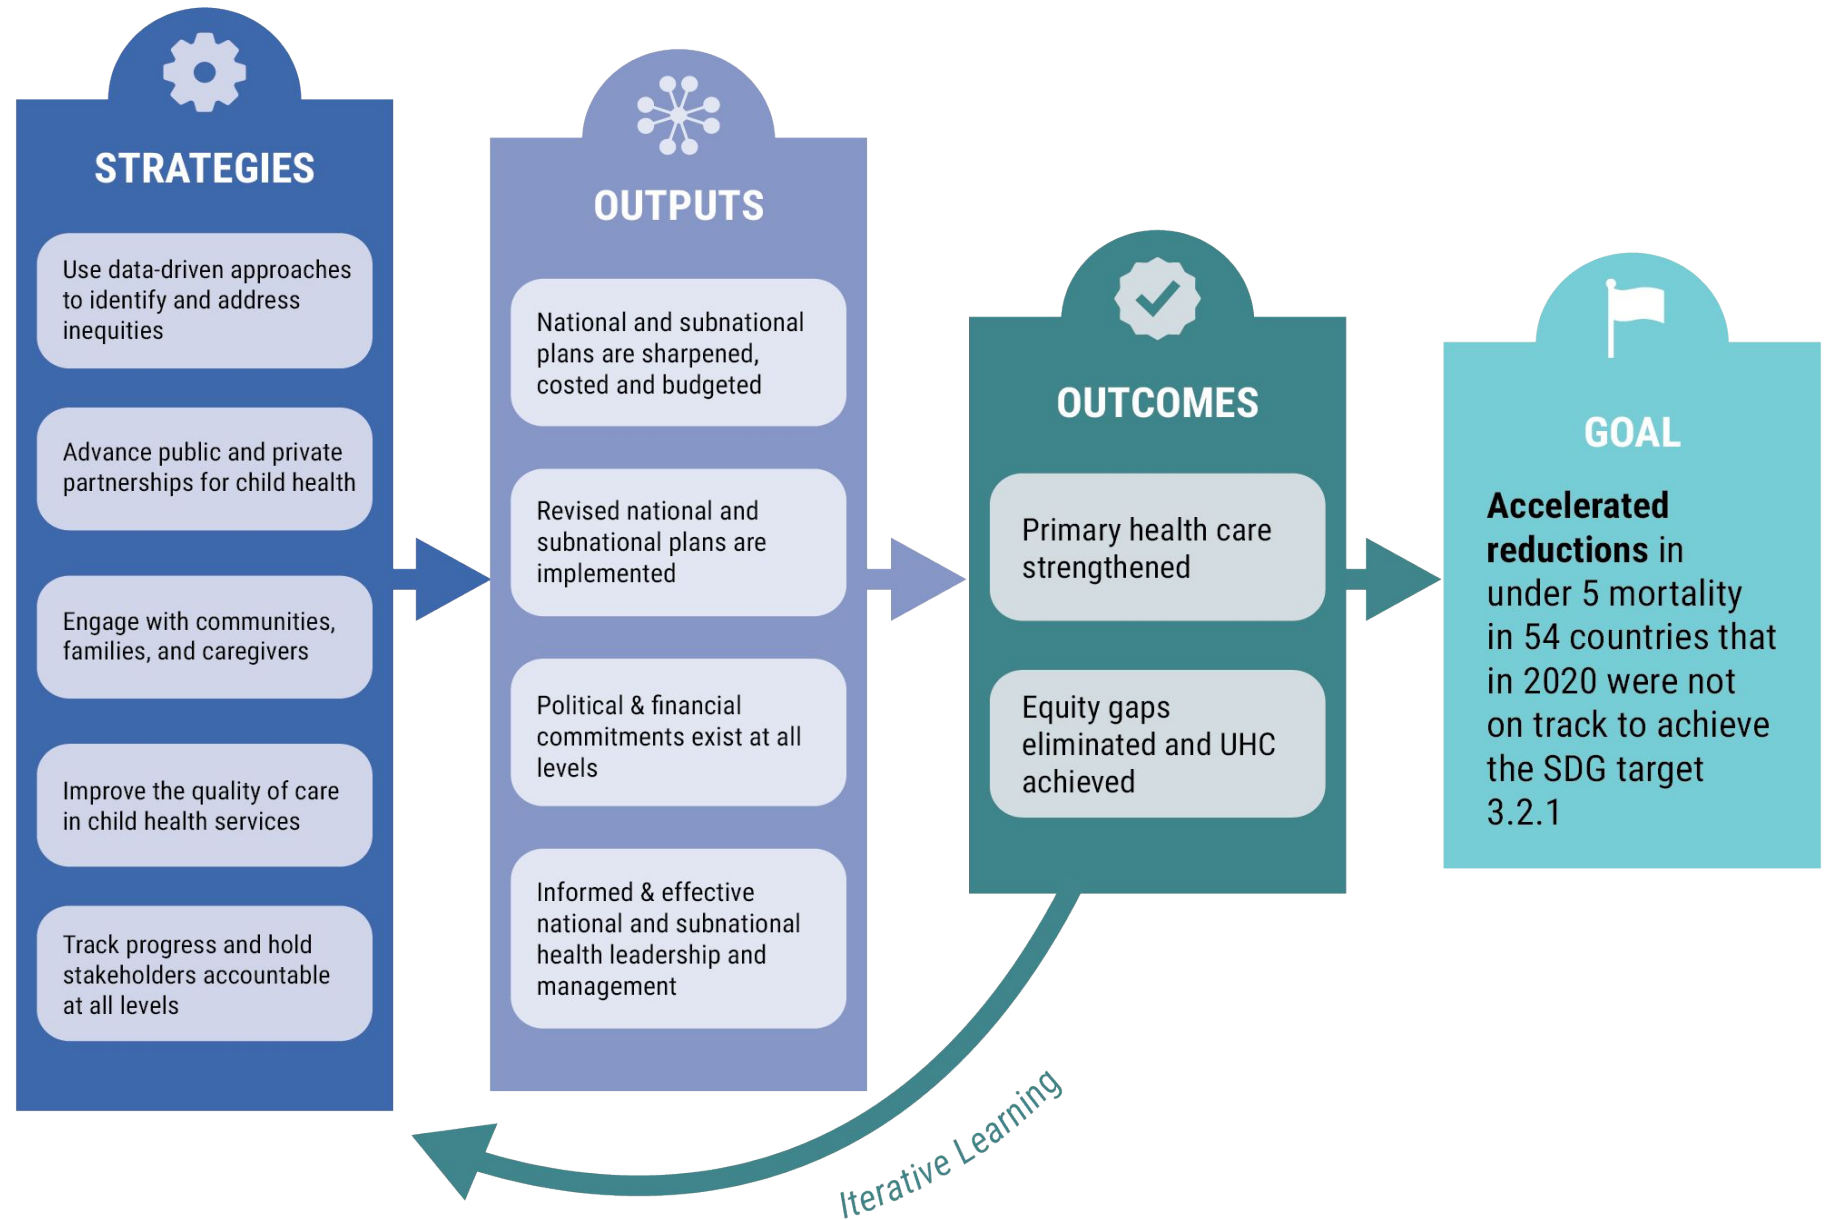 STRATEGIES
Use data-driven approaches
to identify and address
inequities
Advance public and private
partnerships for child health
Engage with communities,
families, and caregivers
Improve the quality of care
in child health services
Track progress and hold
stakeholders accountable
at all levels
OUTPUTS
National and subnational
plans are sharpened,
costed and budgeted
Revised national and
subnational plans are
implemented
Political & financial
commitments exist at all
levels
Informed & effective
national and subnational
health leadership and
management
OUTCOMES
Primary health care
strengthened
Equity gaps
eliminated and UHC
achieved
GOAL
Accelerated
reductions in
under 5 mortality
in 54 countries that
in 2020 were not
on track to achieve
the SDG target
3.2.1
Iterative Learning